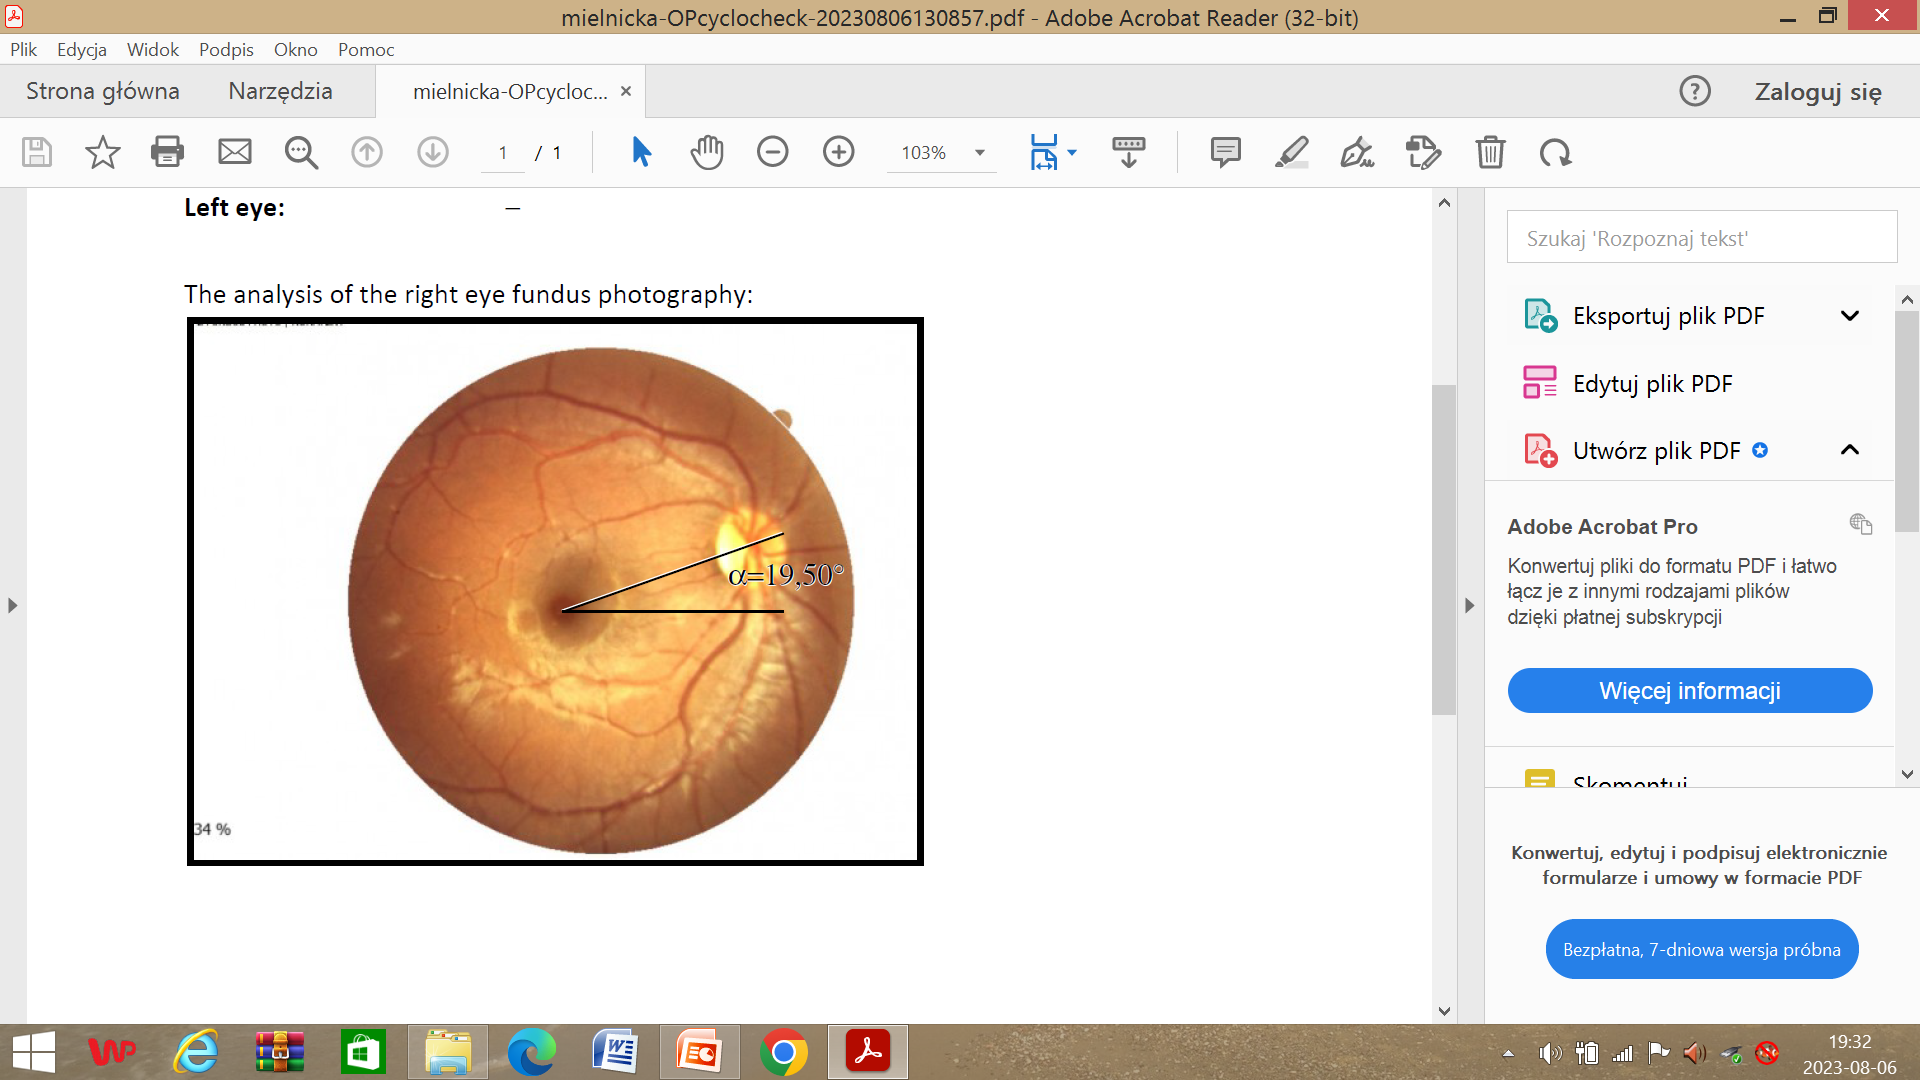 mielnicka-OPcyclocheck-20230806130857.pdf - Adobe Acrobat Reader (32-bit)
Plik Edycja Widok Podpis Okno Pomoc
Strona główna Narzędzia mielnicka-OPcycloc... × Zaloguj się
1 / 1 103%
Left eye: –
The analysis of the right eye fundus photography:
α=19,50°
34 %
Szukaj 'Rozpoznaj tekst'
Eksportuj plik PDF
Edytuj plik PDF
Utwórz plik PDF
Adobe Acrobat Pro
Konwertuj pliki do formatu PDF i łatwo
łącz je z innymi rodzajami plików
dzięki płatnej subskrypcji
Więcej informacji
Skomentuj
Konwertuj, edytuj i podpisuj elektronicznie
formularze i umowy w formacie PDF
Bezpłatna, 7-dniowa wersja próbna
19:32
2023-08-06